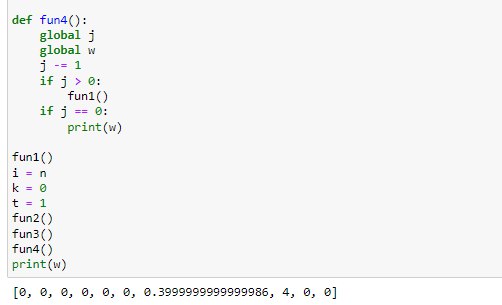 def fun4():
    global j
    global w
    j -= 1
    if j > 0:
        fun1()
    if j == 0:
        print(w)
fun1()
i = n
k = 0
t = 1
fun2()
fun3()
fun4()
print(w)
[0, 0, 0, 0, 0, 0, 0.3999999999999986, 4, 0, 0]